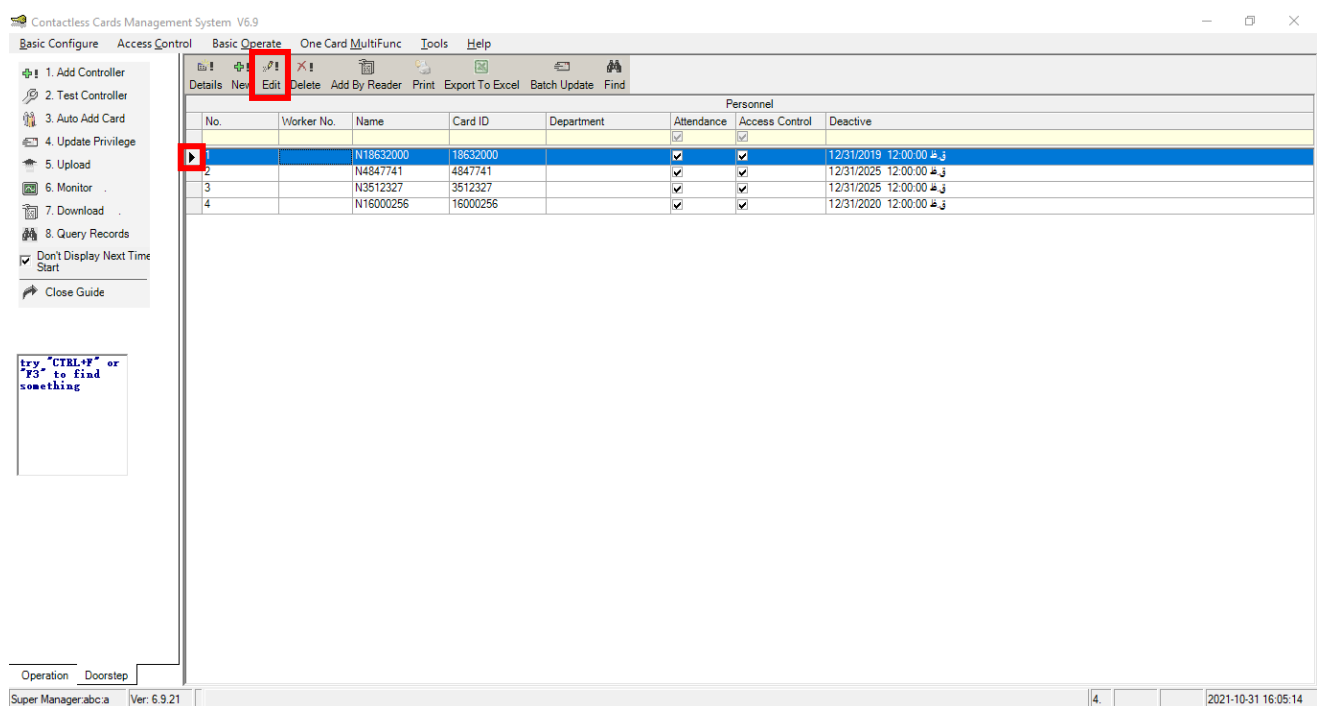 Contactless Cards Management System V6.9
Basic Configure Access Control Basic Operate One Card MultiFunc Tools Help
1. Add Controller
2. Test Controller
3. Auto Add Card
4. Update Privilege
5. Upload
6. Monitor .
7. Download .
8. Query Records
Don't Display Next Time
Start
Close Guide
try "CTRL+F" or
"F3" to find
something
Operation Doorstep
Details New Edit Delete Add By Reader Print Export To Excel Batch Update Find
Personnel
No. Worker No. Name Card ID Department Attendance Access Control Deactive
1 N18632000 18632000 12/31/2019 12:00:00 ق.ظ
2 N4847741 4847741 12/31/2025 12:00:00 ق.ظ
3 N3512327 3512327 12/31/2025 12:00:00 ق.ظ
4 N16000256 16000256 12/31/2020 12:00:00 ق.ظ
Super Manager:abc:a Ver: 6.9.21 4. 2021-10-31 16:05:14